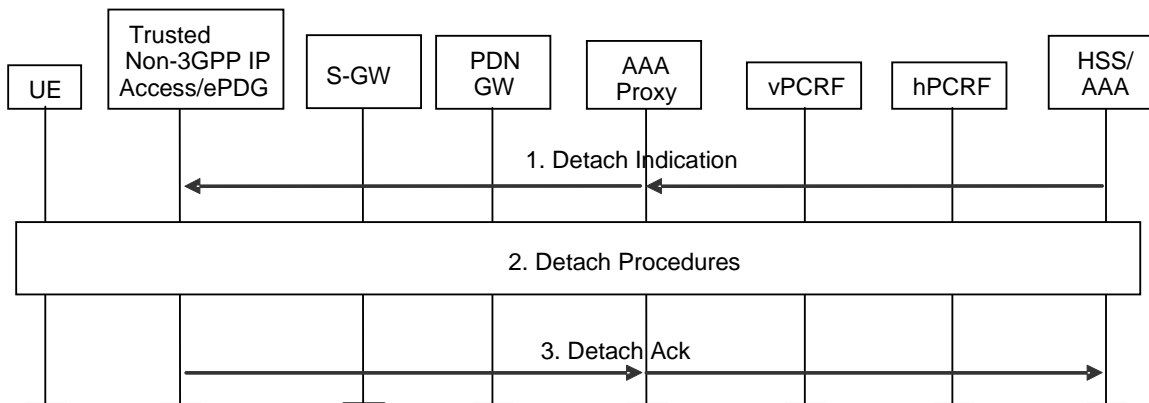 UE
Trusted
Non-3GPP IP
Access/ePDG
S-GW
PDN
GW
AAA
Proxy
vPCRF
hPCRF
HSS/
AAA
1. Detach Indication
2. Detach Procedures
3. Detach Ack